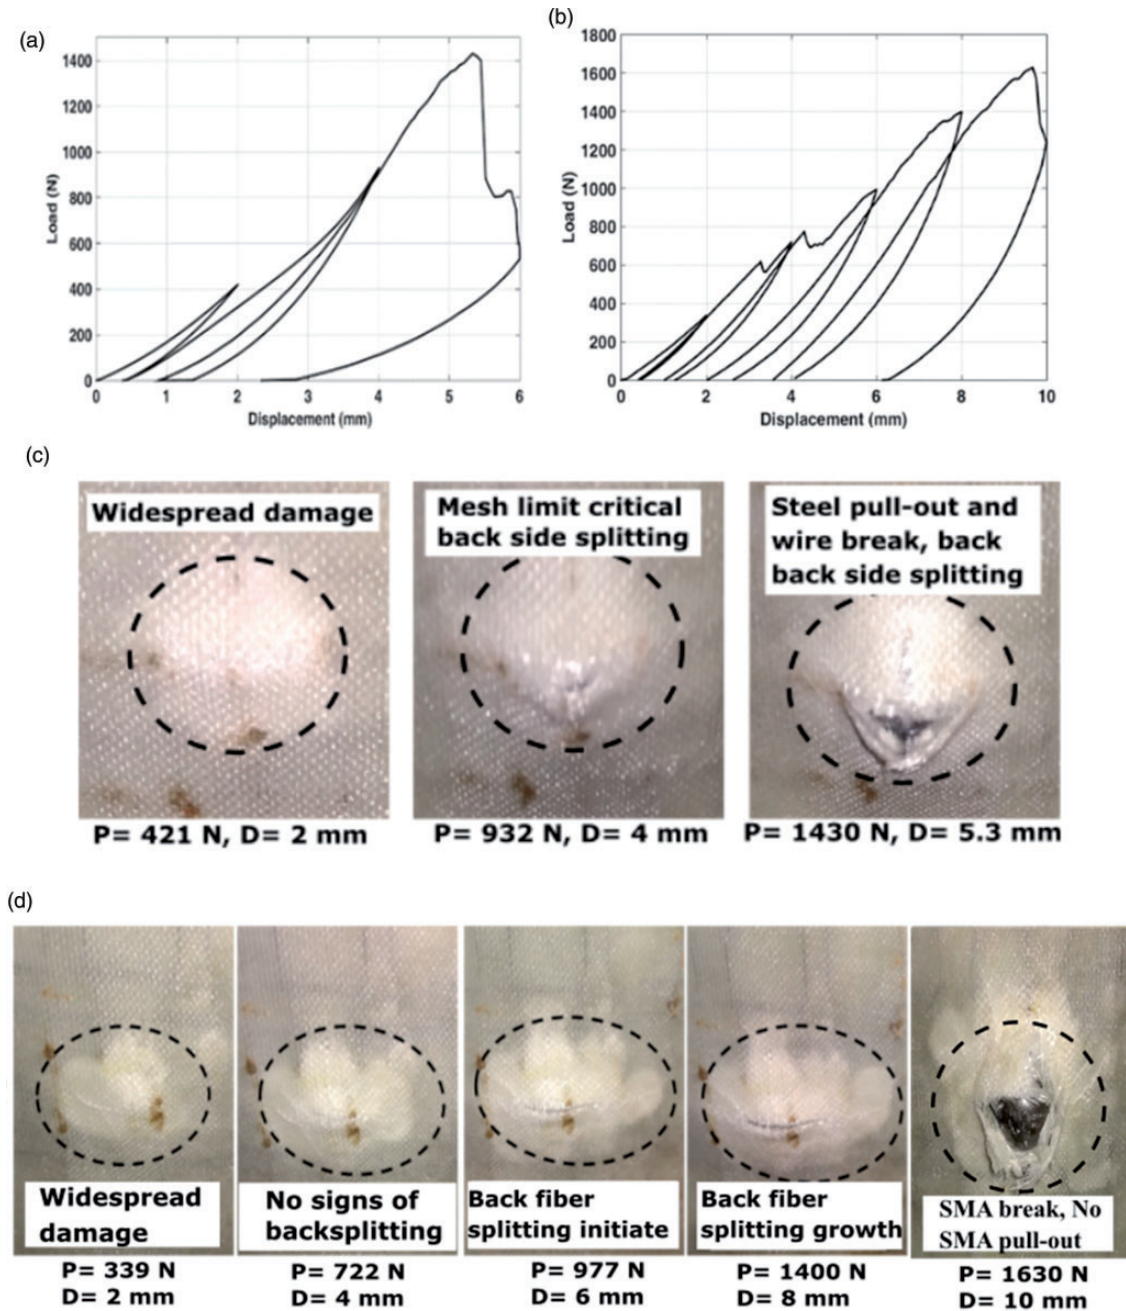 (a)
1400
1200
1000
800
600
400
200
0
Load (N)
0 1 2 3 4 5 6
Displacement (mm)
(b)
1800
1600
1400
1200
1000
800
600
400
200
0
Load (N)
0 2 4 6 8 10
Displacement (mm)
(c)
Widespread damage
P= 421 N, D= 2 mm
Mesh limit critical
back side splitting
P= 932 N, D= 4 mm
Steel pull-out and
wire break, back
back side splitting
P= 1430 N, D= 5.3 mm
(d)
Widespread
damage
P= 339 N
D= 2 mm
No signs of
backsplitting
P= 722 N
D= 4 mm
Back fiber
splitting initiate
P= 977 N
D= 6 mm
Back fiber
splitting growth
P= 1400 N
D= 8 mm
SMA break, No
SMA pull-out
P= 1630 N
D= 10 mm